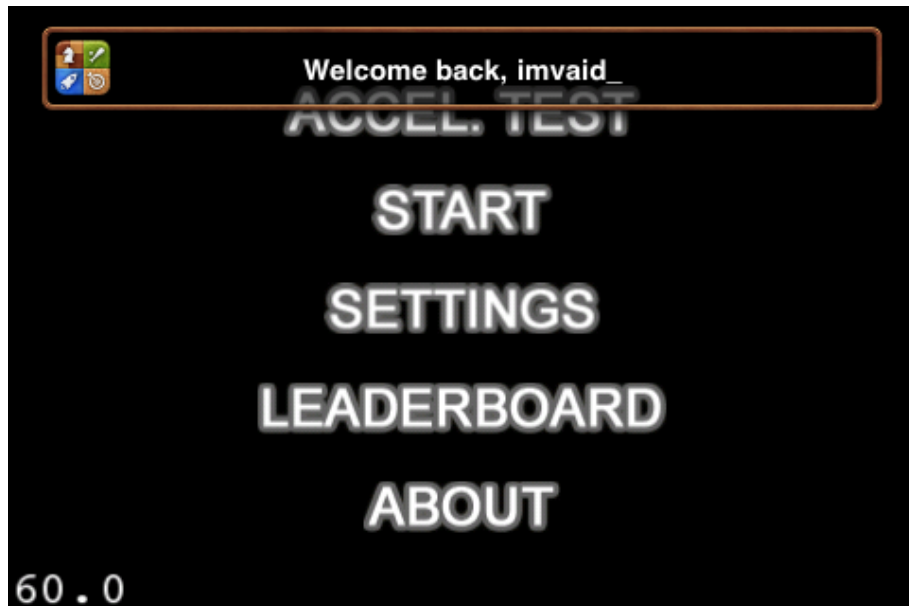 Welcome back, imvaid_
ACCEL. TEST
START
SETTINGS
LEADERBOARD
ABOUT
60.0